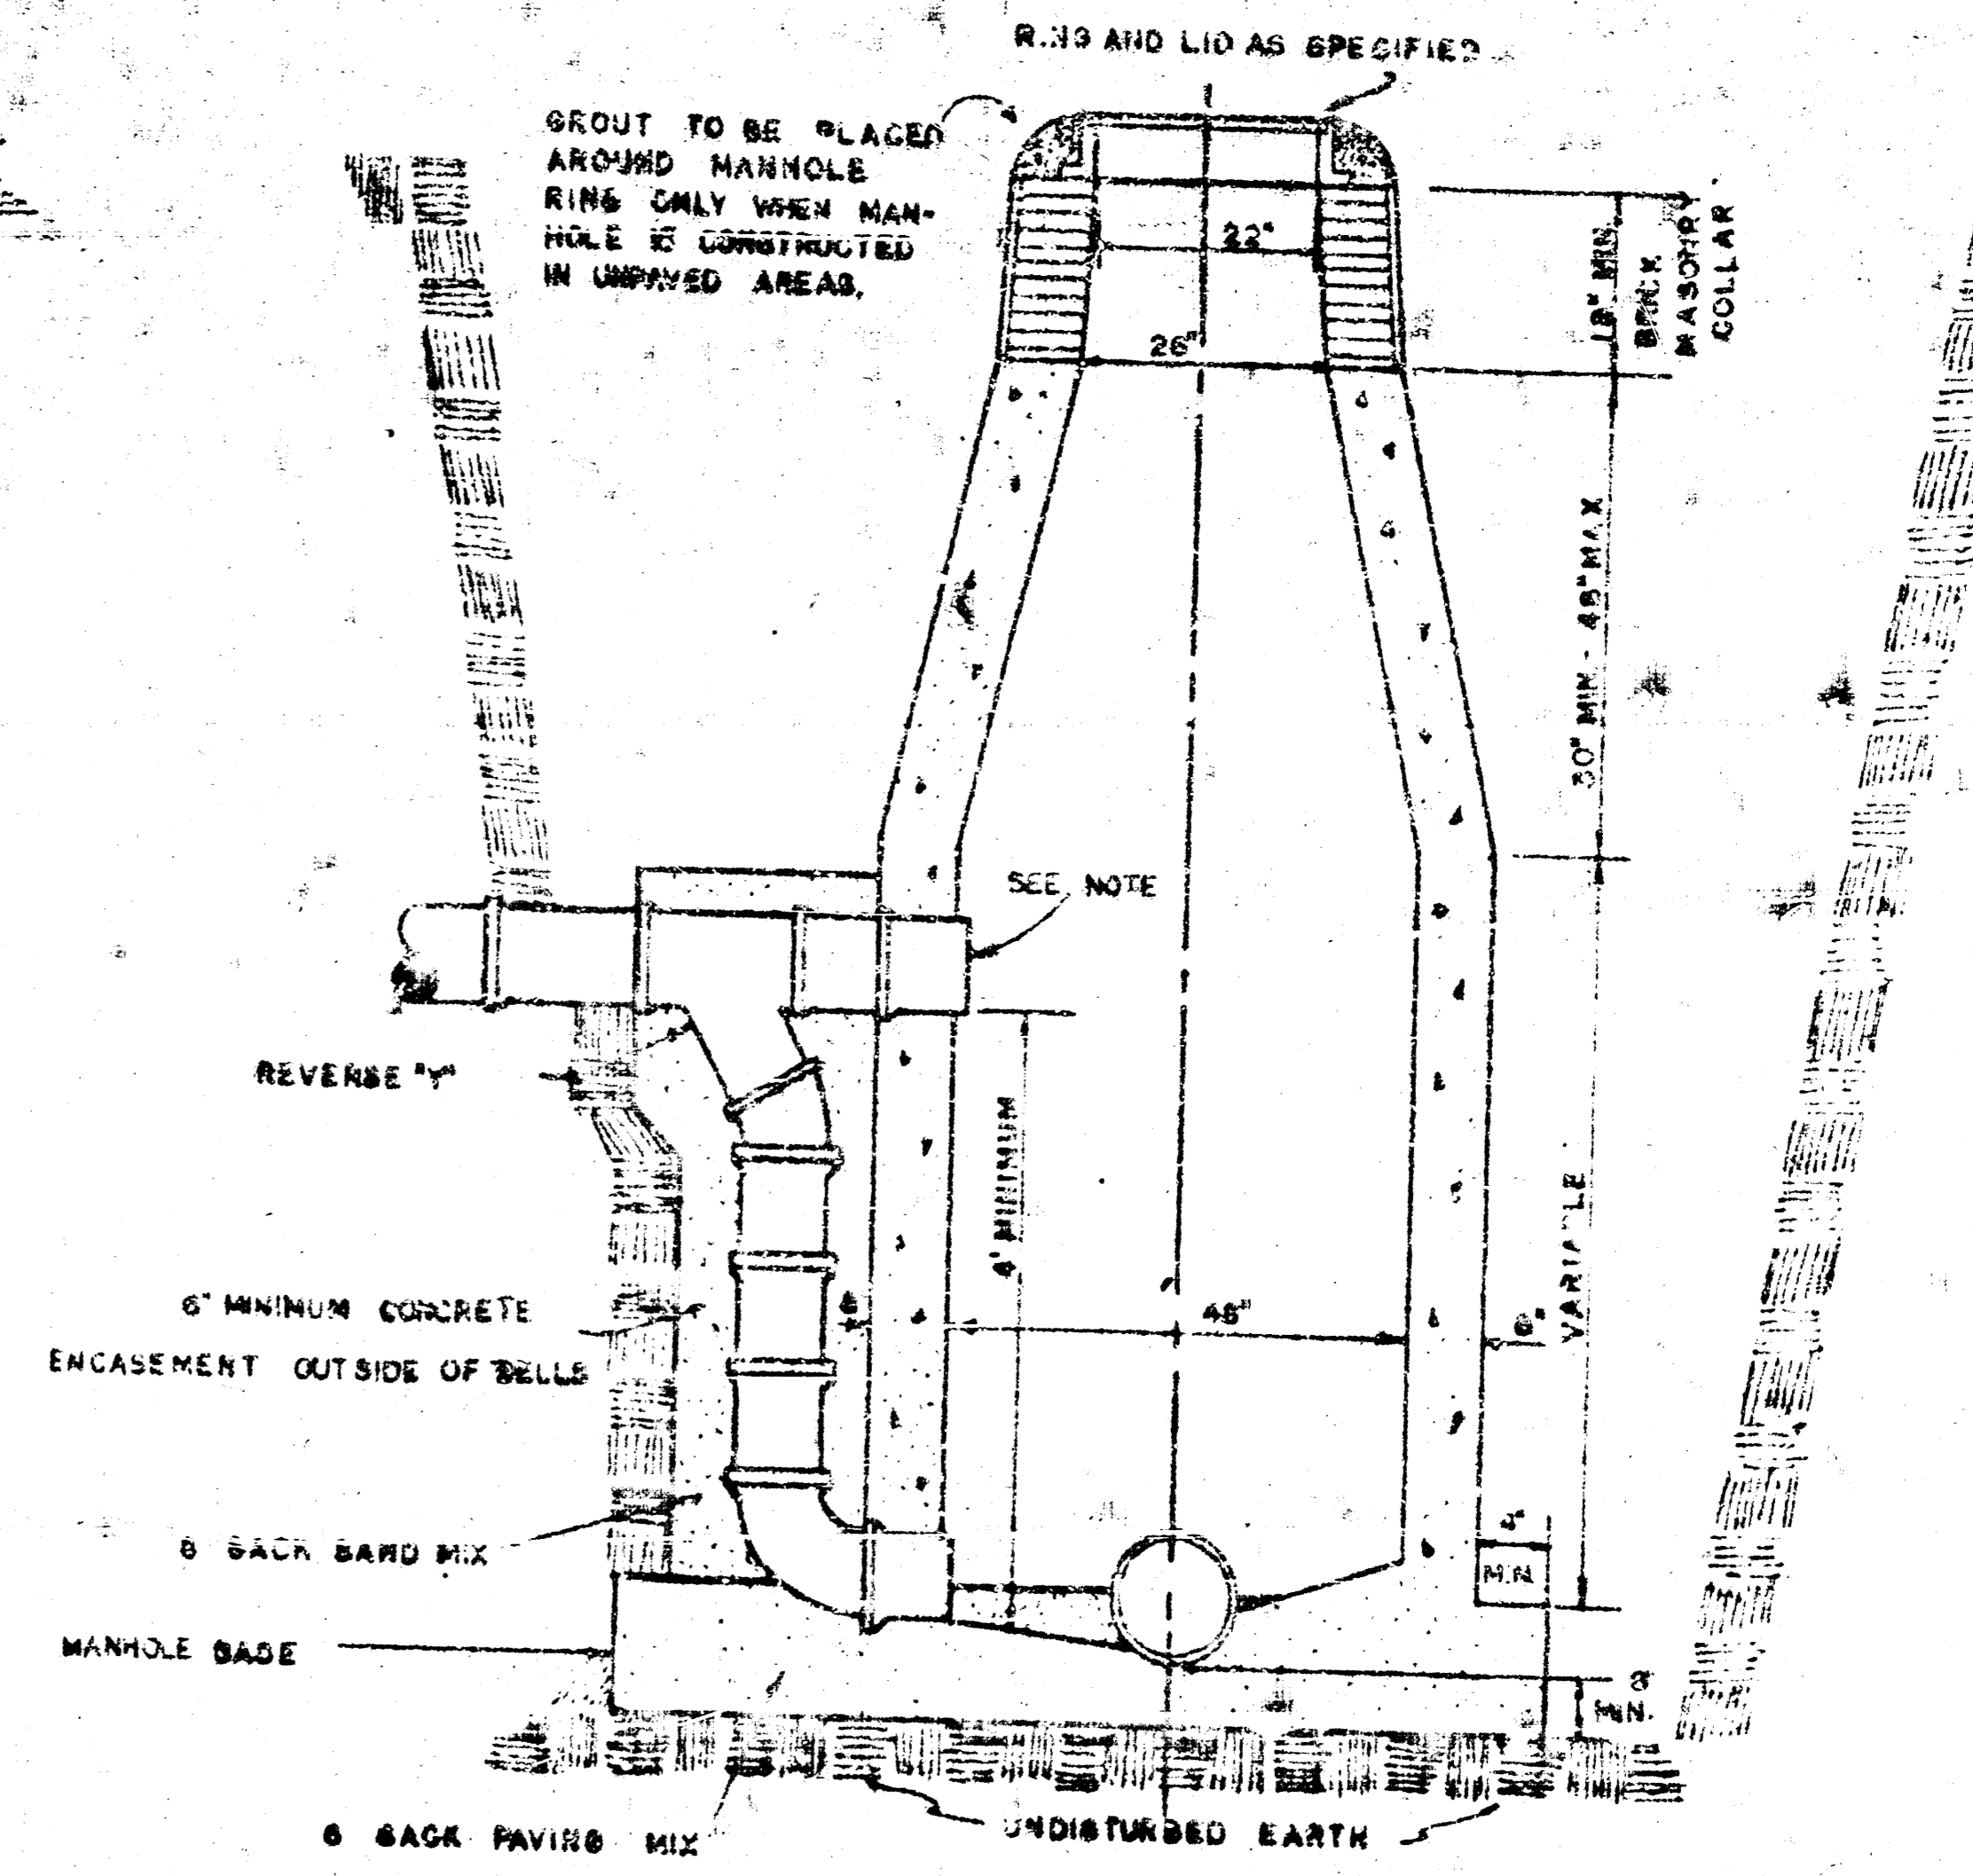 RING AND LID AS SPECIFIED
GROUT TO BE PLACED
AROUND MANHOLE
RING ONLY WHEN MAN-
HOLE IS CONSTRUCTED
IN UNPAVED AREAS.
22"
26"
18" MIN.
BRICK
MASONRY
COLLAR
30" MIN. - 48" MAX
SEE NOTE
REVERSE "Y"
4' MINIMUM
VARIABLE
6" MINIMUM CONCRETE
ENCASEMENT OUTSIDE OF BELLS
48"
6"
SACK SAND MIX
4"
MIN.
MANHOLE BASE
MIN.
6 SACK PAVING MIX
UNDISTURBED EARTH